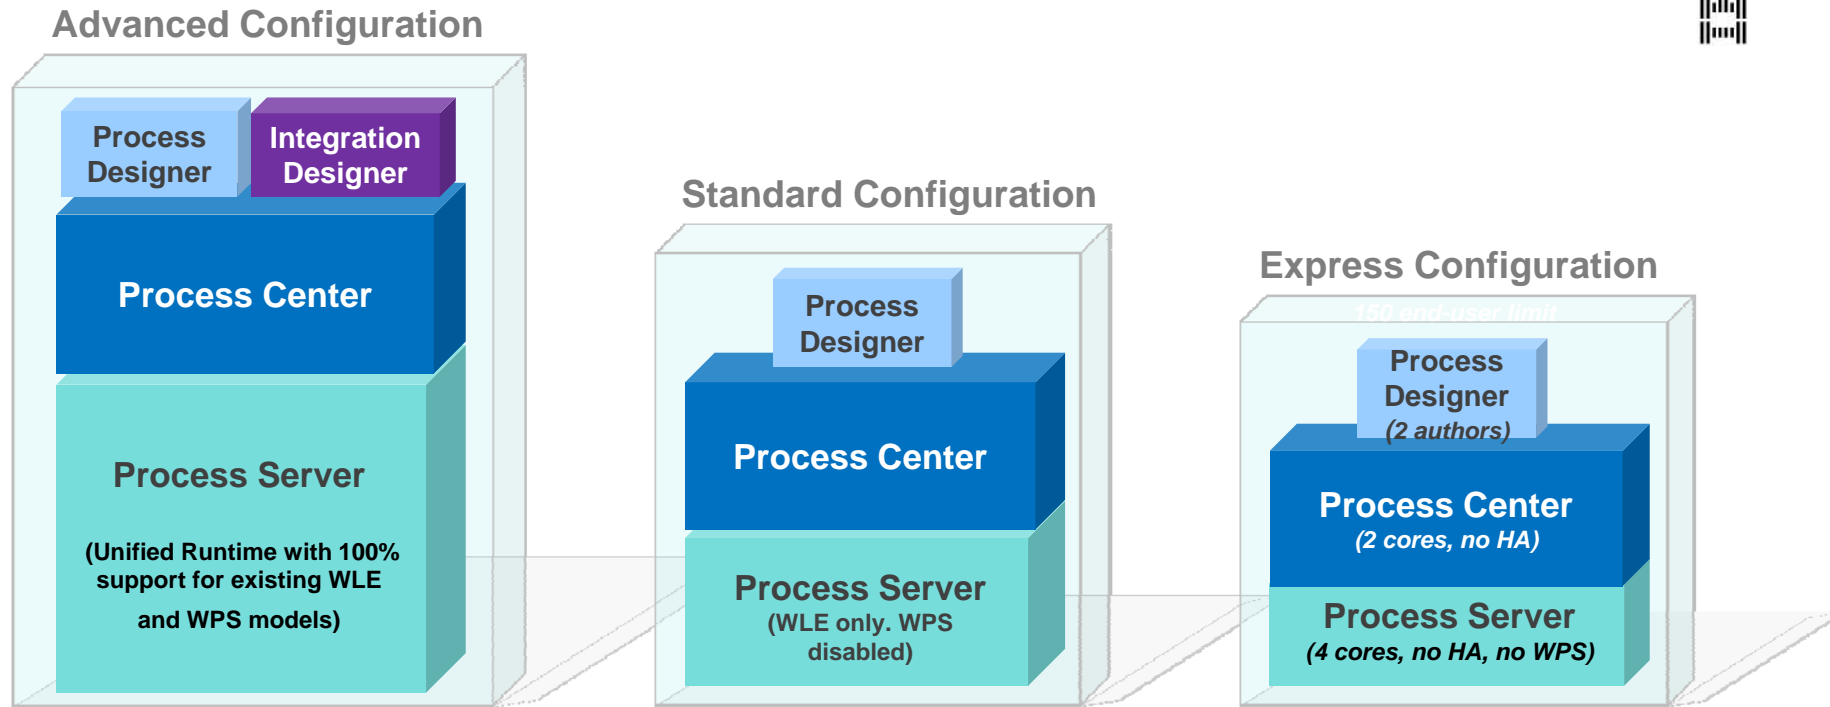 Advanced Configuration
Process
Designer
Integration
Designer
Process Center
Process Server
(Unified Runtime with 100%
support for existing WLE
and WPS models)
Standard Configuration
Process
Designer
Process Center
Process Server
(WLE only. WPS
disabled)
Express Configuration
150 end-user limit
Process
Designer
(2 authors)
Process Center
(2 cores, no HA)
Process Server
(4 cores, no HA, no WPS)